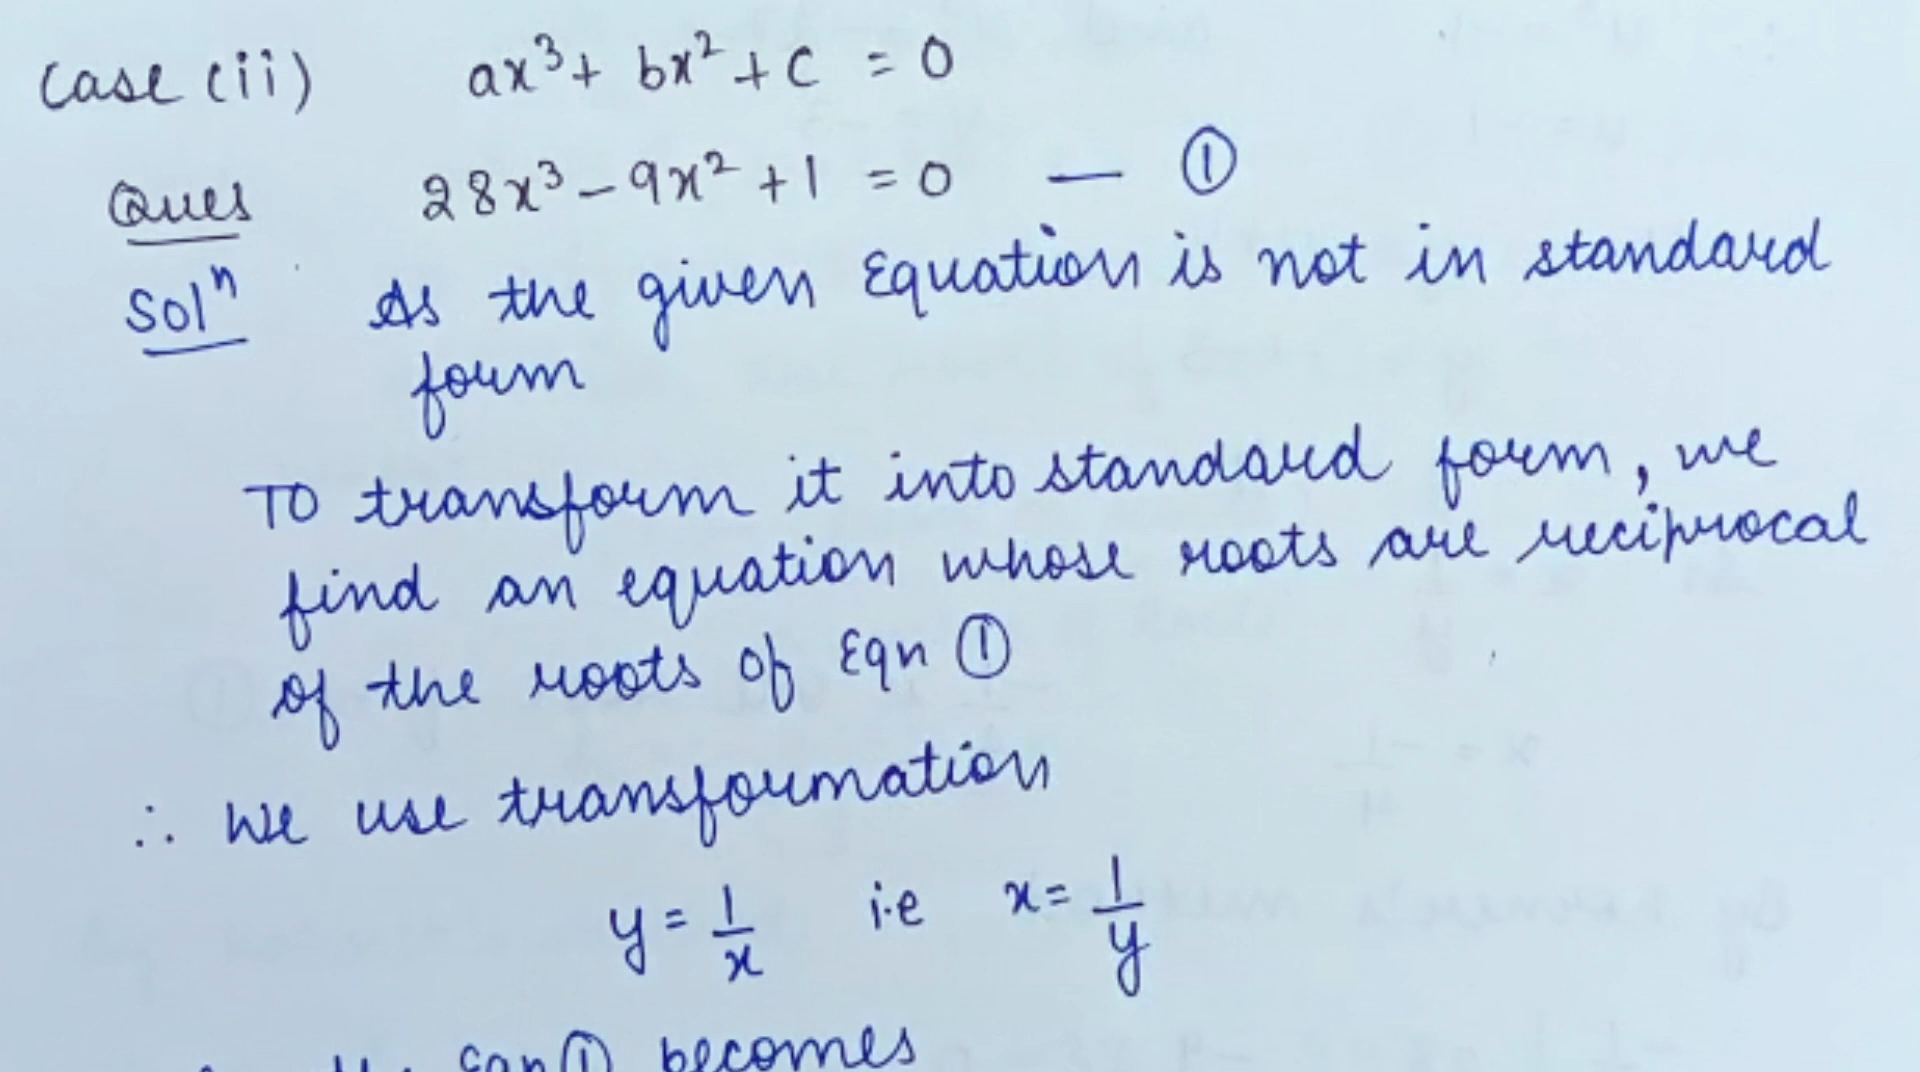 Case (ii) ax³ + bx² + c = 0
Ques 28x³ - 9x² + 1 = 0 — ①
Solⁿ As the given Equation is not in standard
form
To transform it into standard form, we
find an equation whose roots are reciprocal
of the roots of Eqn ①
∴ We use transformation
y = 1/x i.e x = 1/y
Eqn ① becomes